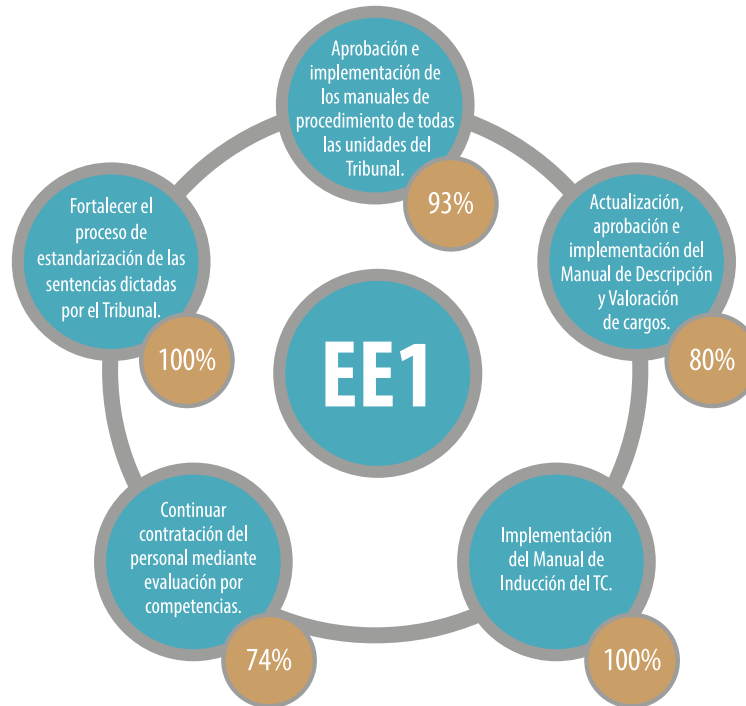 Aprobación e
implementación de
los manuales de
procedimiento de todas
las unidades del
Tribunal.
93%
Actualización,
aprobación e
implementación del
Manual de Descripción
y Valoración
de cargos.
80%
Implementación
del Manual de
Inducción del TC.
100%
Continuar
contratación del
personal mediante
evaluación por
competencias.
74%
Fortalecer el
proceso de
estandarización de las
sentencias dictadas
por el Tribunal.
100%
EE1